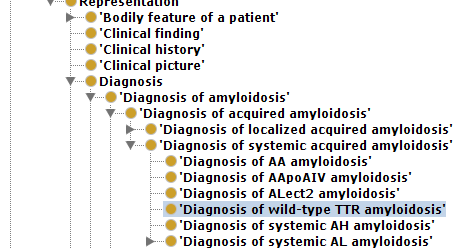 Representation
'Bodily feature of a patient'
'Clinical finding'
'Clinical history'
'Clinical picture'
Diagnosis
'Diagnosis of amyloidosis'
'Diagnosis of acquired amyloidosis'
'Diagnosis of localized acquired amyloidosis'
'Diagnosis of systemic acquired amyloidosis'
'Diagnosis of AA amyloidosis'
'Diagnosis of AApoAIV amyloidosis'
'Diagnosis of ALect2 amyloidosis'
'Diagnosis of wild-type TTR amyloidosis'
'Diagnosis of systemic AH amyloidosis'
'Diagnosis of systemic AL amyloidosis'